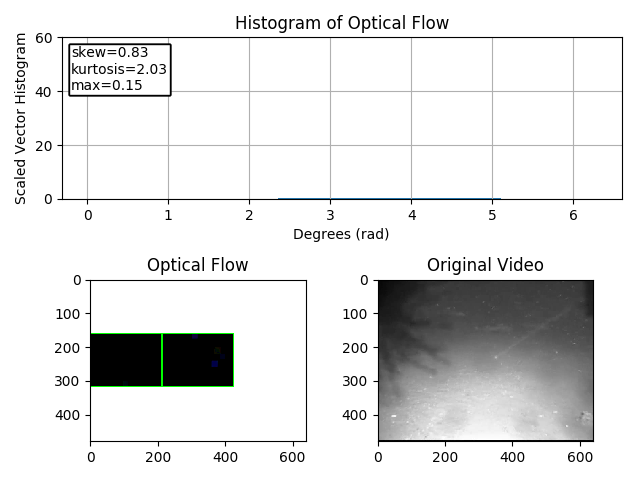 Histogram of Optical Flow
skew=0.83
kurtosis=2.03
max=0.15
Scaled Vector Histogram
60
40
20
0
0 1 2 3 4 5 6
Degrees (rad)
Optical Flow
0
100
200
300
400
0 200 400 600
Original Video
0
100
200
300
400
0 200 400 600